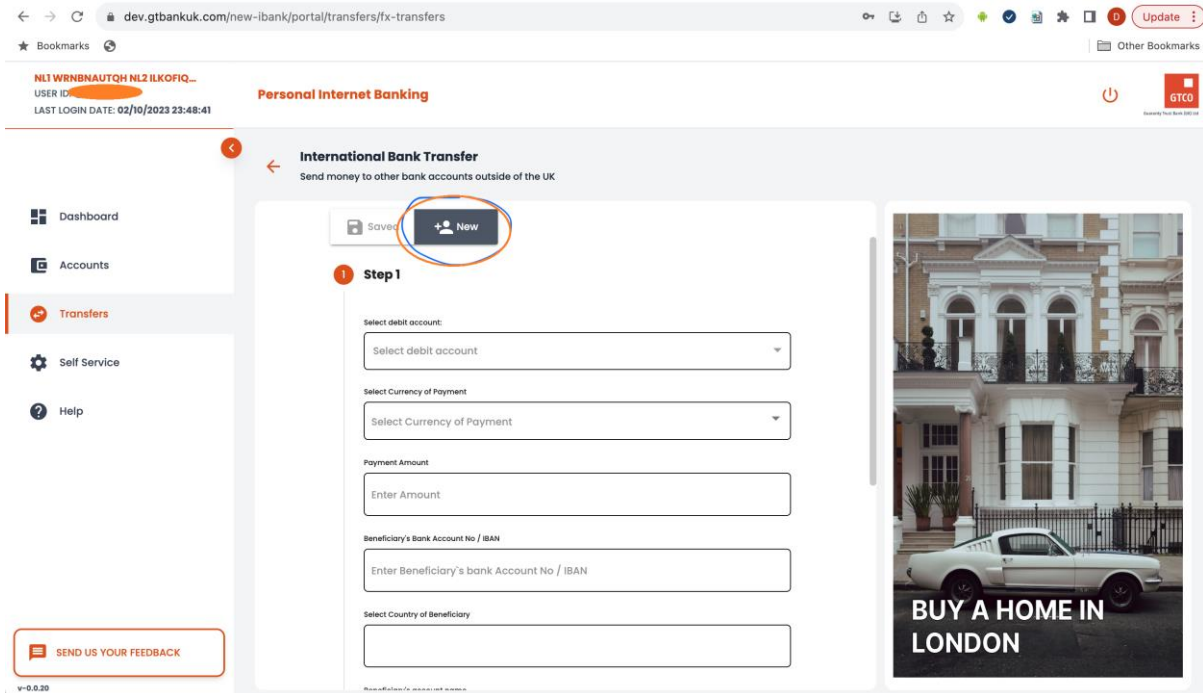 dev.gtbankuk.com/new-ibank/portal/transfers/fx-transfers
D
Update
Bookmarks
Other Bookmarks
NL1 WRNBNAUTQH NL2 ILKOFIQ...
USER ID:
LAST LOGIN DATE: 02/10/2023 23:48:41
Personal Internet Banking
GTCO
International Bank Transfer
Send money to other bank accounts outside of the UK
Dashboard
Accounts
Transfers
Self Service
Help
Saved
New
1 Step 1
Select debit account:
Select debit account
Select Currency of Payment
Select Currency of Payment
Payment Amount
Enter Amount
Beneficiary's Bank Account No / IBAN
Enter Beneficiary's bank Account No / IBAN
Select Country of Beneficiary
Beneficiary's account name
BUY A HOME IN
LONDON
SEND US YOUR FEEDBACK
v-0.0.20